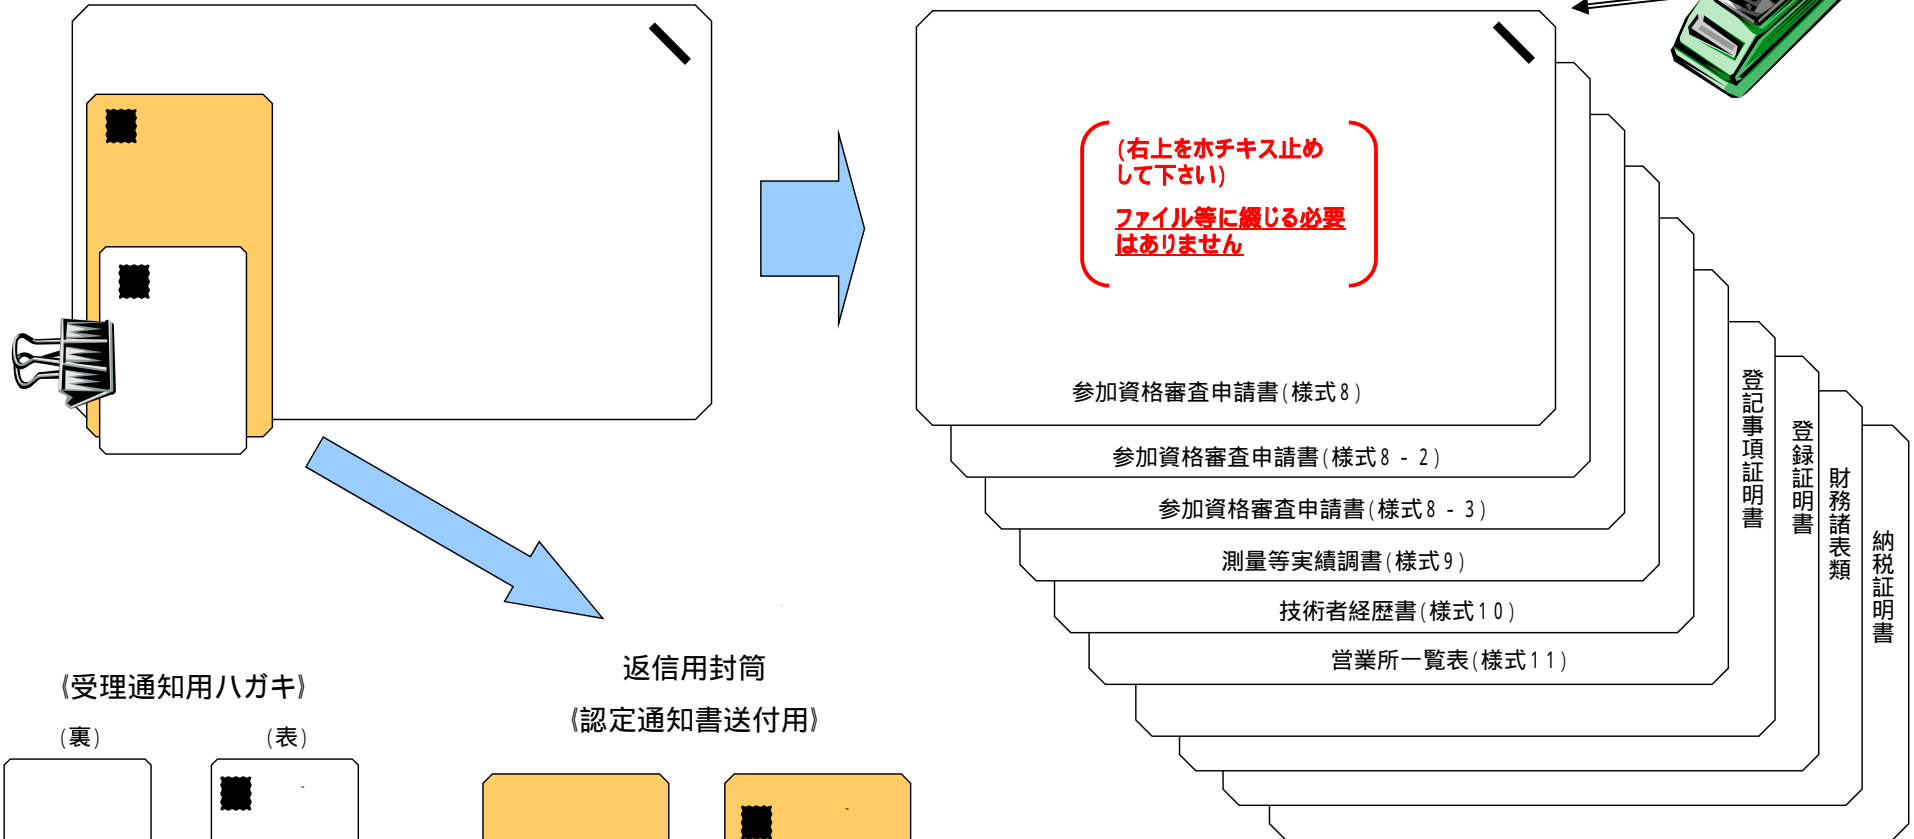 (右上をホチキス止め
して下さい)
ファイル等に綴じる必要
はありません
参加資格審査申請書(様式8)
参加資格審査申請書(様式8-2)
参加資格審査申請書(様式8-3)
測量等実績調書(様式9)
技術者経歴書(様式10)
営業所一覧表(様式11)
登記事項証明書
登録証明書
財務諸表類
納税証明書
《受理通知用ハガキ》
(裏)
(表)
返信用封筒
《認定通知書送付用》